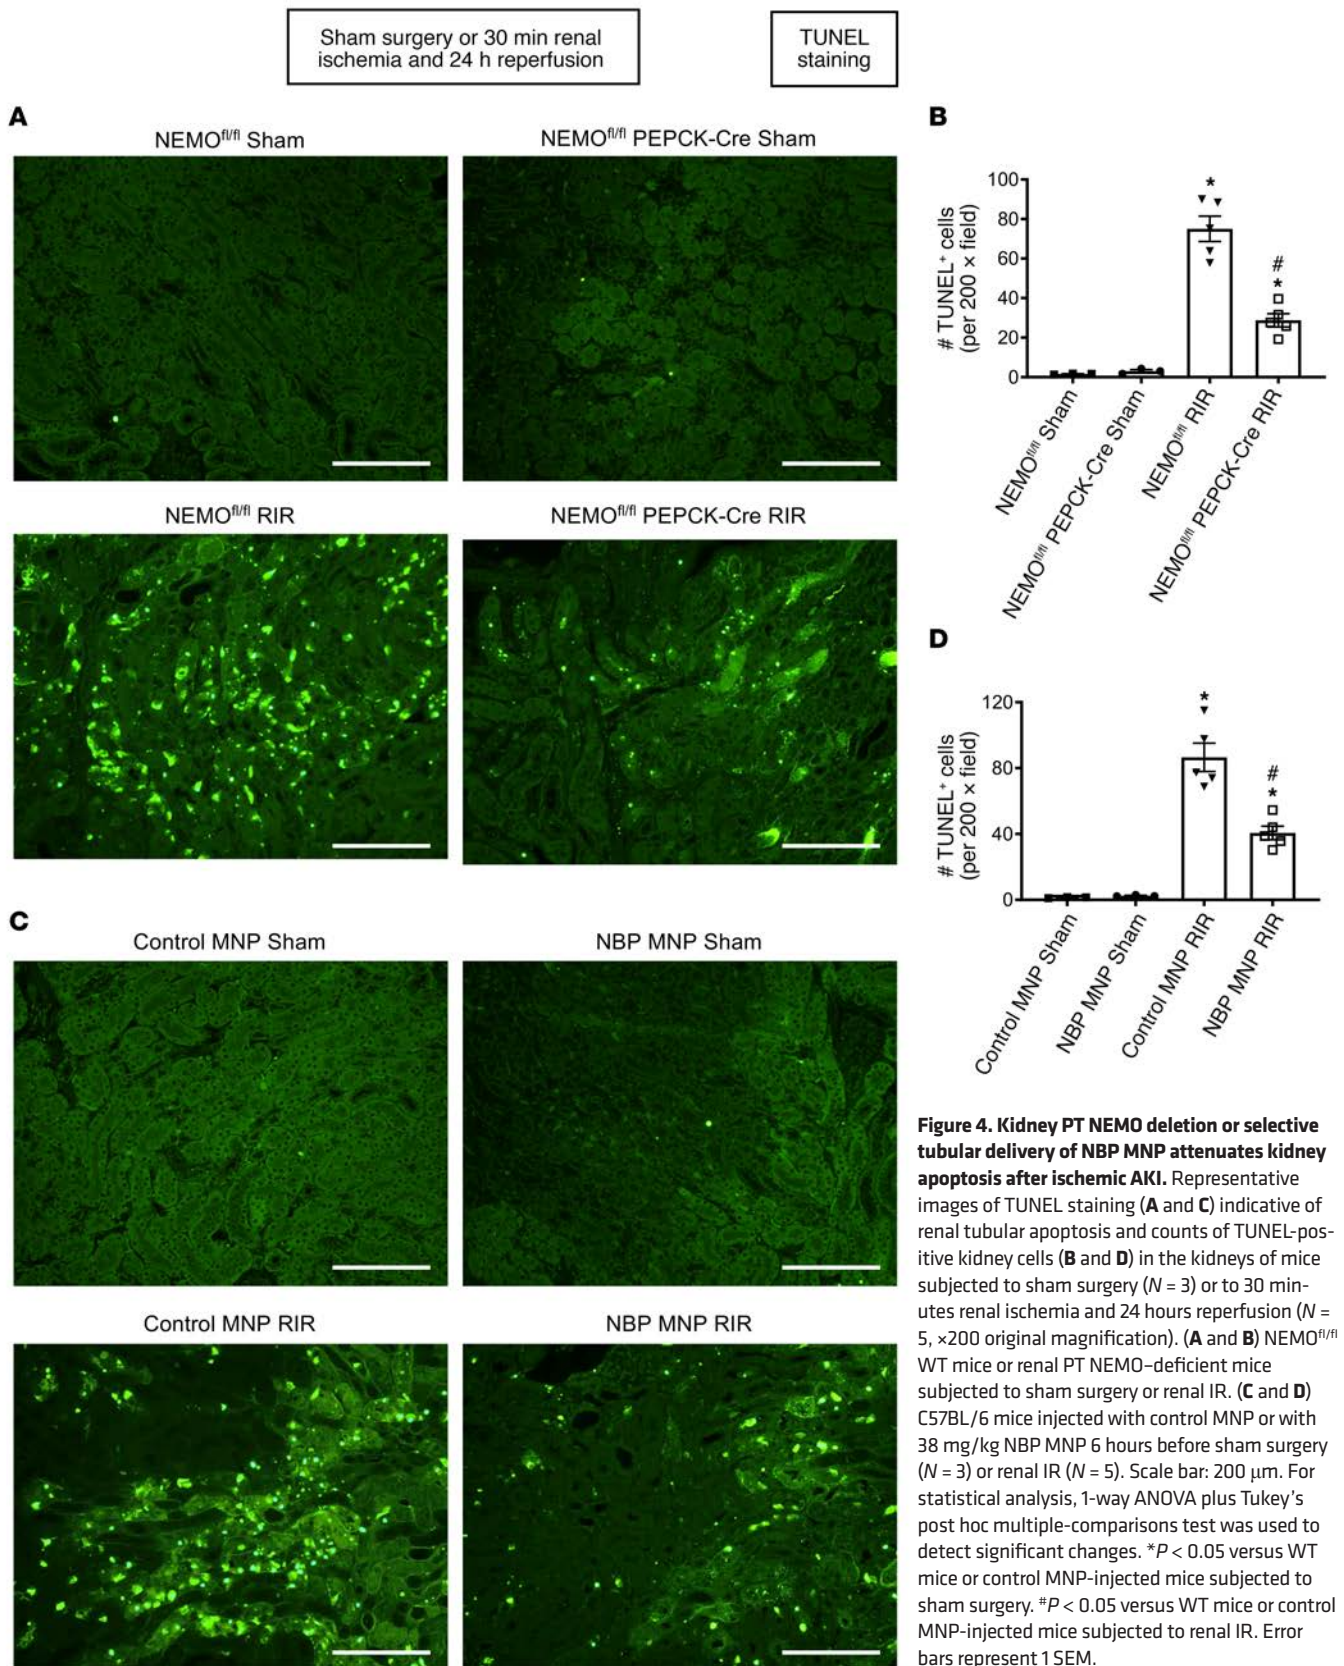 Sham surgery or 30 min renal
ischemia and 24 h reperfusion
TUNEL
staining
A
NEMOfl/fl Sham
NEMOfl/fl PEPCK-Cre Sham
NEMOfl/fl RIR
NEMOfl/fl PEPCK-Cre RIR
B
# TUNEL+ cells
(per 200 × field)
100
80
60
40
20
0
*
#
*
NEMOfl/fl Sham
NEMOfl/fl PEPCK-Cre Sham
NEMOfl/fl RIR
NEMOfl/fl PEPCK-Cre RIR
C
Control MNP Sham
NBP MNP Sham
Control MNP RIR
NBP MNP RIR
D
# TUNEL+ cells
(per 200 × field)
120
80
40
0
*
#
*
Control MNP Sham
NBP MNP Sham
Control MNP RIR
NBP MNP RIR
Figure 4. Kidney PT NEMO deletion or selective
tubular delivery of NBP MNP attenuates kidney
apoptosis after ischemic AKI. Representative
images of TUNEL staining (A and C) indicative of
renal tubular apoptosis and counts of TUNEL-pos-
itive kidney cells (B and D) in the kidneys of mice
subjected to sham surgery (N = 3) or to 30 min-
utes renal ischemia and 24 hours reperfusion (N =
5, ×200 original magnification). (A and B) NEMOfl/fl
WT mice or renal PT NEMO–deficient mice
subjected to sham surgery or renal IR. (C and D)
C57BL/6 mice injected with control MNP or with
38 mg/kg NBP MNP 6 hours before sham surgery
(N = 3) or renal IR (N = 5). Scale bar: 200 μm. For
statistical analysis, 1-way ANOVA plus Tukey's
post hoc multiple-comparisons test was used to
detect significant changes. *P < 0.05 versus WT
mice or control MNP-injected mice subjected to
sham surgery. #P < 0.05 versus WT mice or control
MNP-injected mice subjected to renal IR. Error
bars represent 1 SEM.